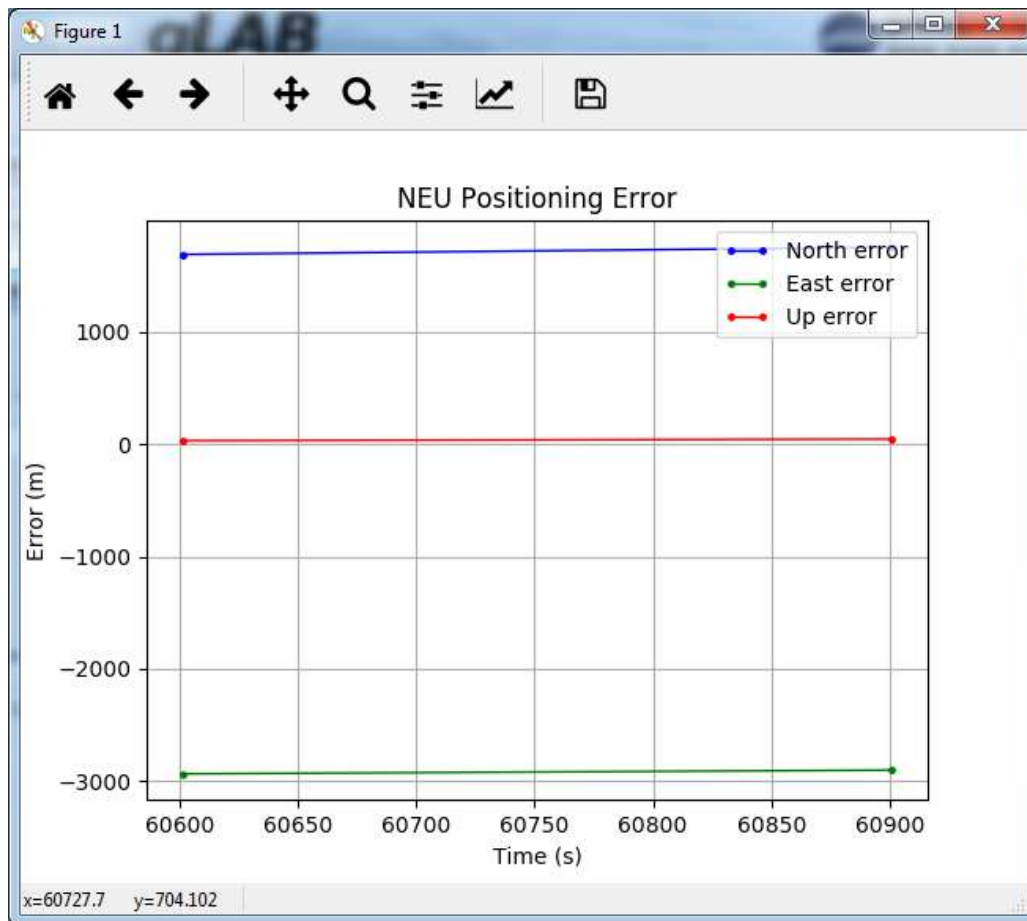 Figure 1
gLAB
NEU Positioning Error
North error
East error
Up error
Error (m)
1000
0
−1000
−2000
−3000
60600 60650 60700 60750 60800 60850 60900
Time (s)
x=60727.7 y=704.102